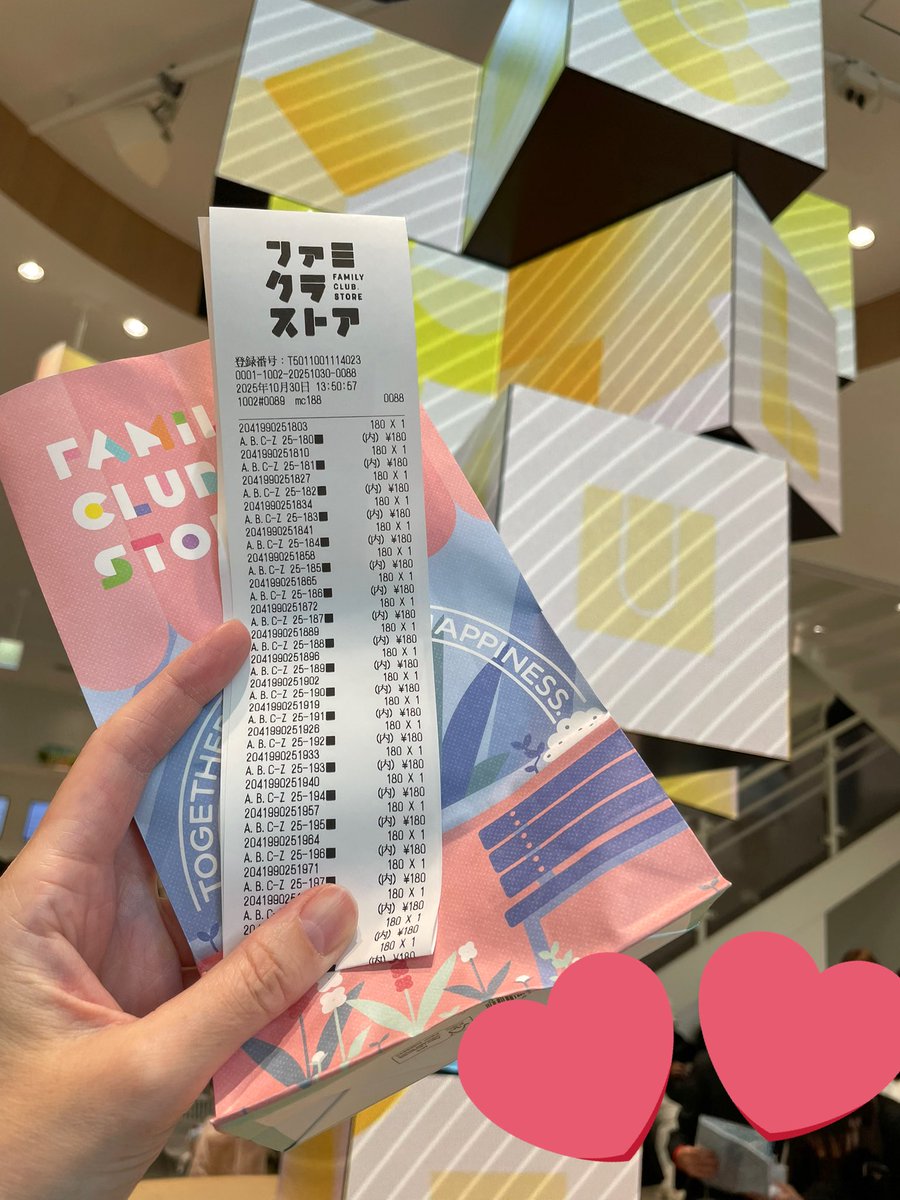 ファミ
クラ
ストア
FAMILY
CLUB.
STORE
登録番号：T5011001114023
0001-1002-20251030-0088
2025年10月30日 13:50:57
1002#0089 mc188 0088
2041990251803 180 X 1
A.B.C-Z 25-180■ (内) ¥180
2041990251810 180 X 1
A.B.C-Z 25-181■ (内) ¥180
2041990251827 180 X 1
A.B.C-Z 25-182■ (内) ¥180
2041990251834 180 X 1
A.B.C-Z 25-183■ (内) ¥180
2041990251841 180 X 1
A.B.C-Z 25-184■ (内) ¥180
2041990251858 180 X 1
A.B.C-Z 25-185■ (内) ¥180
2041990251865 180 X 1
A.B.C-Z 25-186■ (内) ¥180
2041990251872 180 X 1
A.B.C-Z 25-187■ (内) ¥180
2041990251889 180 X 1
A.B.C-Z 25-188■ (内) ¥180
2041990251896 180 X 1
A.B.C-Z 25-189■ (内) ¥180
2041990251902 180 X 1
A.B.C-Z 25-190■ (内) ¥180
2041990251919 180 X 1
A.B.C-Z 25-191■ (内) ¥180
2041990251926 180 X 1
A.B.C-Z 25-192■ (内) ¥180
2041990251933 180 X 1
A.B.C-Z 25-193■ (内) ¥180
2041990251940 180 X 1
A.B.C-Z 25-194■ (内) ¥180
2041990251957 180 X 1
A.B.C-Z 25-195■ (内) ¥180
2041990251964 180 X 1
A.B.C-Z 25-196■ (内) ¥180
2041990251971 180 X 1
A.B.C-Z 25-197 (内) ¥180
180 X 1
(内) ¥180
180 X 1
(内) ¥180
FAMIL
CLUB
STO
TOGETHER
HAPPINESS.
U